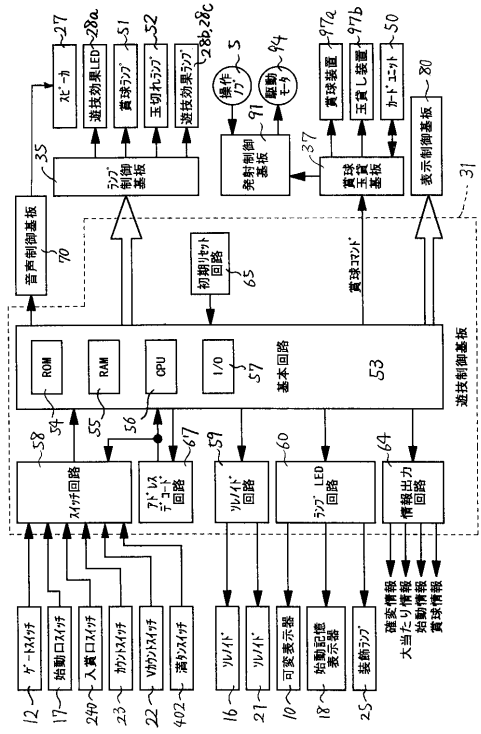 ゲートスイッチ
12
始動口スイッチ
17
入賞口スイッチ
240
カウントスイッチ
23
Vカウントスイッチ
22
満タンスイッチ
402
ソレノイド
16
ソレノイド
21
可変表示器
10
始動記憶
表示器
18
装飾ランプ
25
スイッチ回路
58
アドレス
デコード
回路
67
ソレノイド
回路
59
ランプ LED
回路
60
情報出力
回路
64
確変情報
大当たり情報
始動情報
賞球情報
ROM
54
RAM
55
CPU
56
I/O
57
基本回路
53
遊技制御基板
31
初期リセット
回路
65
賞球コマンド
音声制御基板
70
ランプ
制御
基板
35
発射制御
基板
91
賞球
玉貸
基板
37
表示制御基板
80
スピーカ
27
遊技効果LED
28a
賞球ランプ
51
玉切れランプ
52
遊技効果ランプ
28b,28c
操作
ノブ
5
駆動
モータ
94
賞球装置
97a
玉貸し装置
97b
カードユニット
50